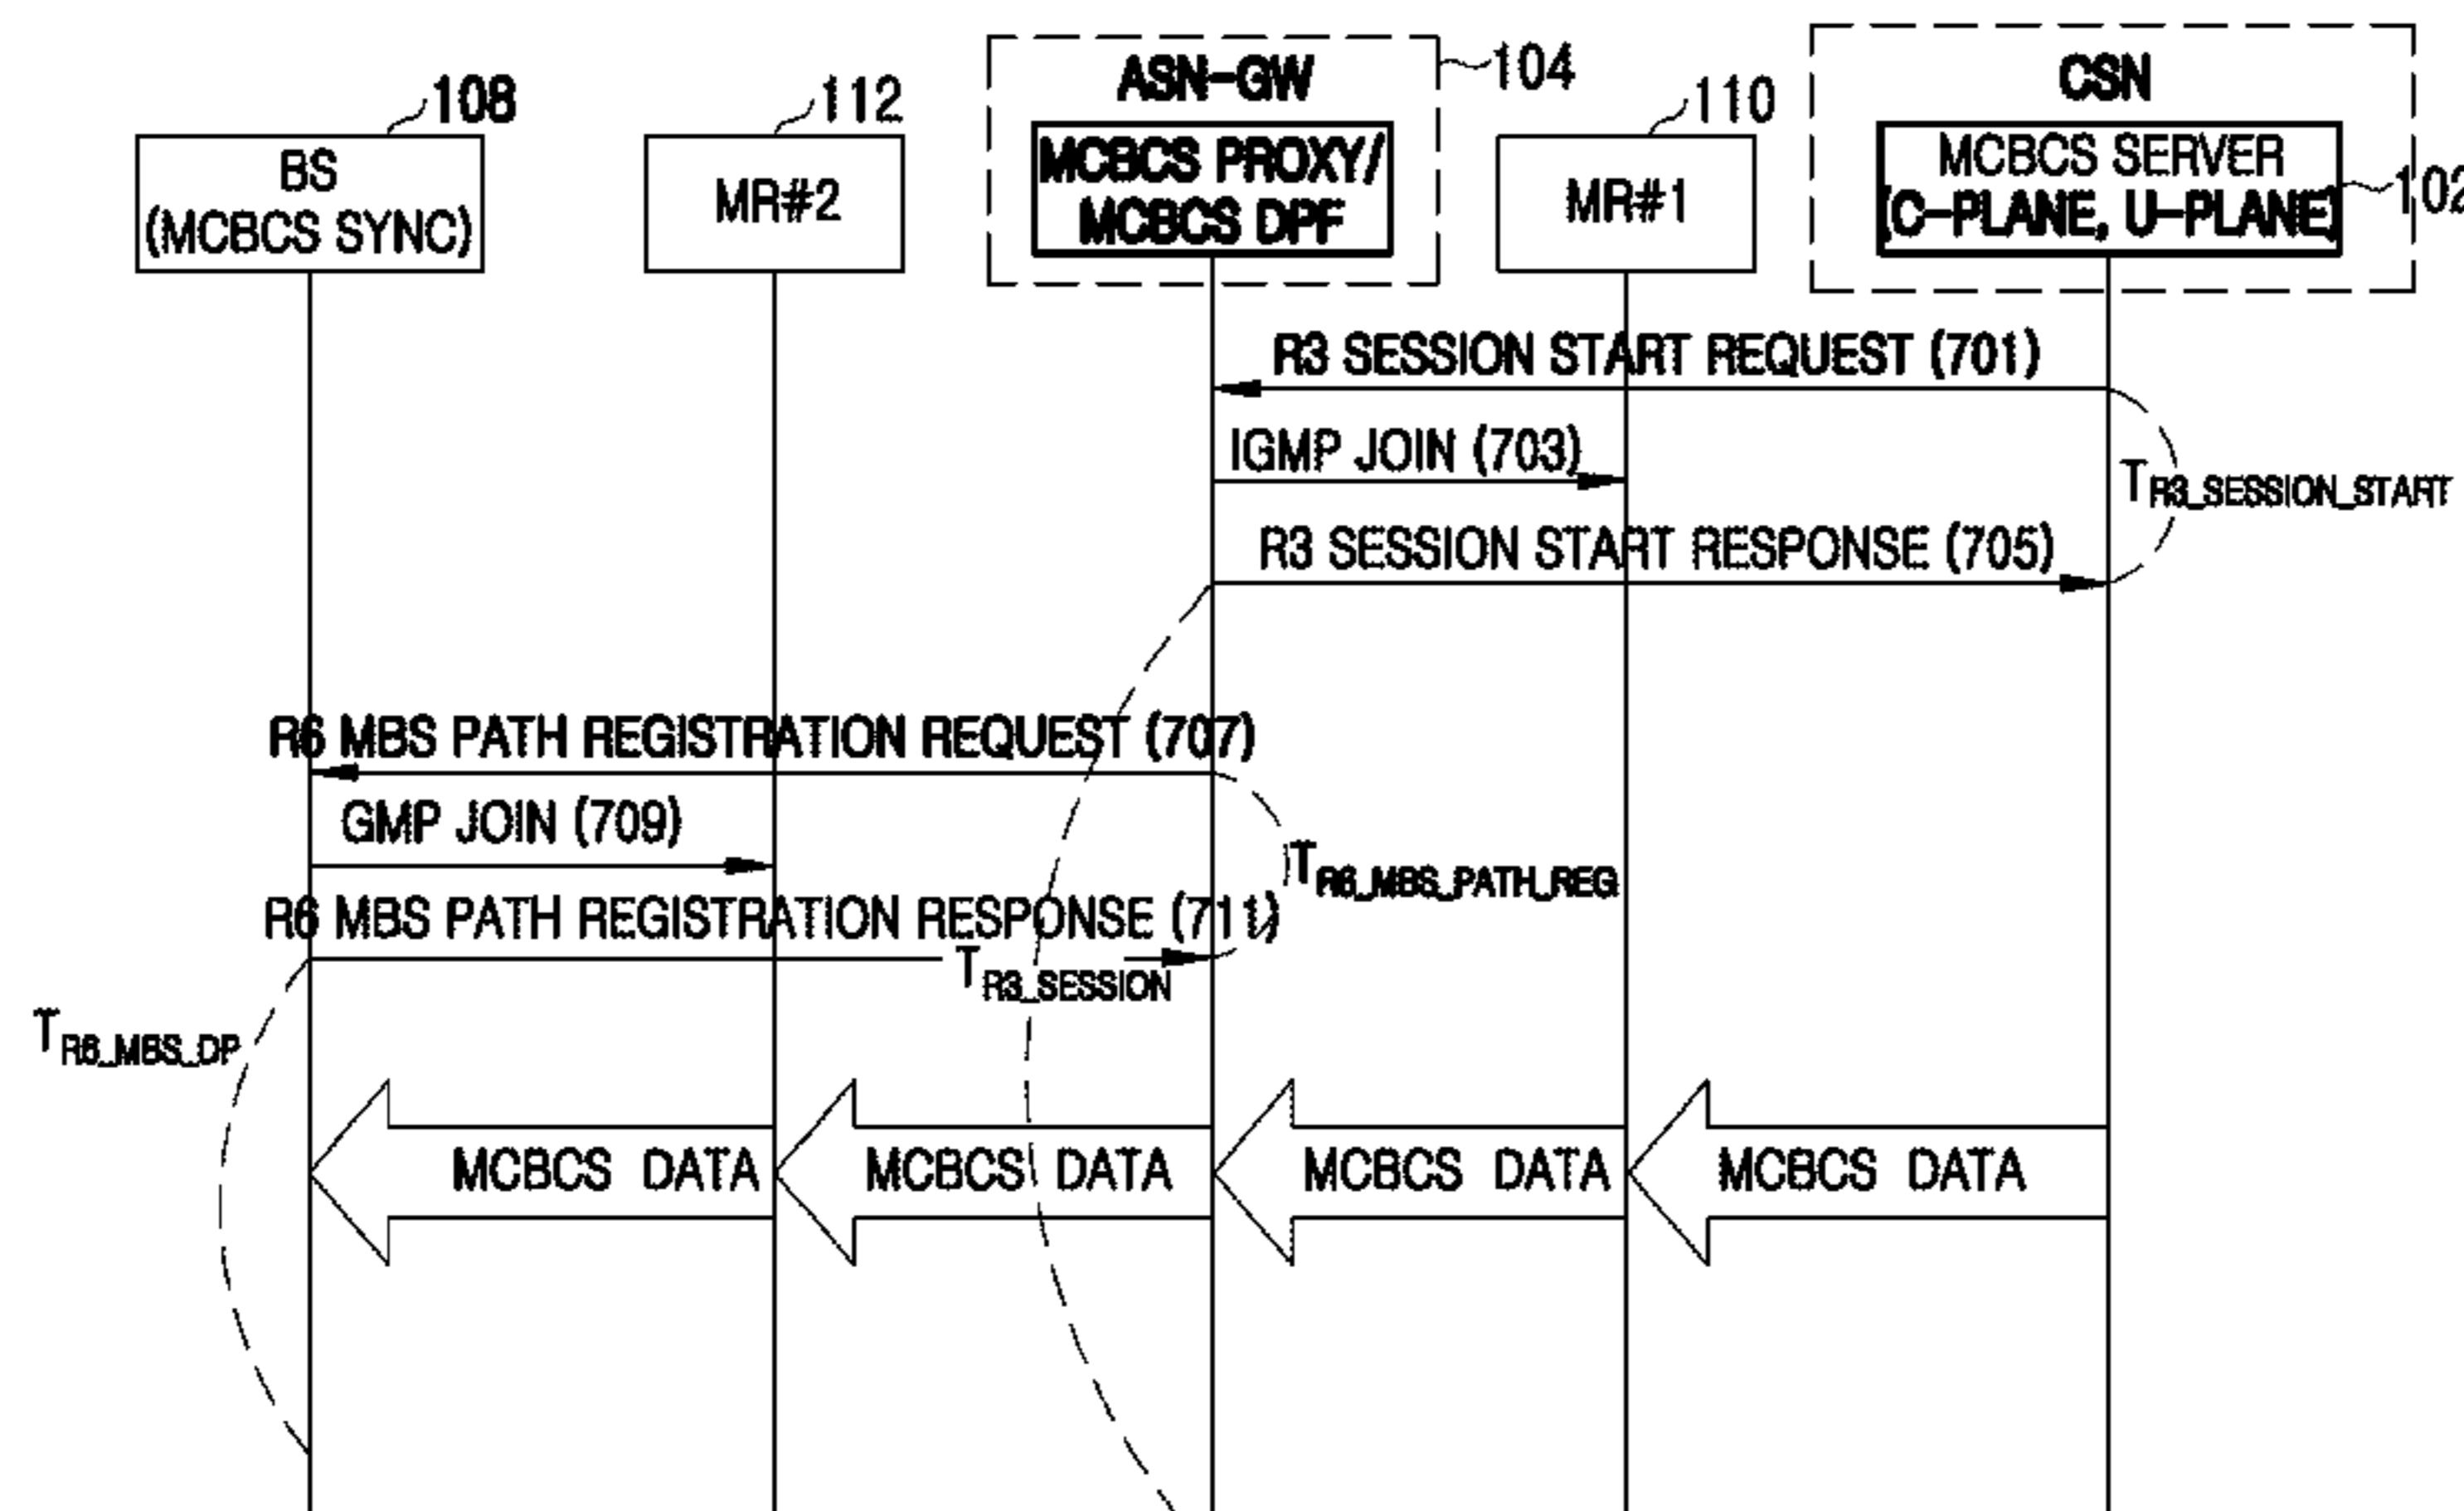 108
112
ASN-GW
104
110
CSN
BS
(MCBCS SYNC)
MR#2
MCBCS PROXY/
MCBCS DPF
MR#1
MCBCS SERVER
(C-PLANE, U-PLANE)
102
R3 SESSION START REQUEST (701)
IGMP JOIN (703)
TR3_SESSION_START
R3 SESSION START RESPONSE (705)
R6 MBS PATH REGISTRATION REQUEST (707)
GMP JOIN (709)
TR6_MBS_PATH_REG
R6 MBS PATH REGISTRATION RESPONSE (711)
TR3_SESSION
TR6_MBS_DP
MCBCS DATA
MCBCS DATA
MCBCS DATA
MCBCS DATA